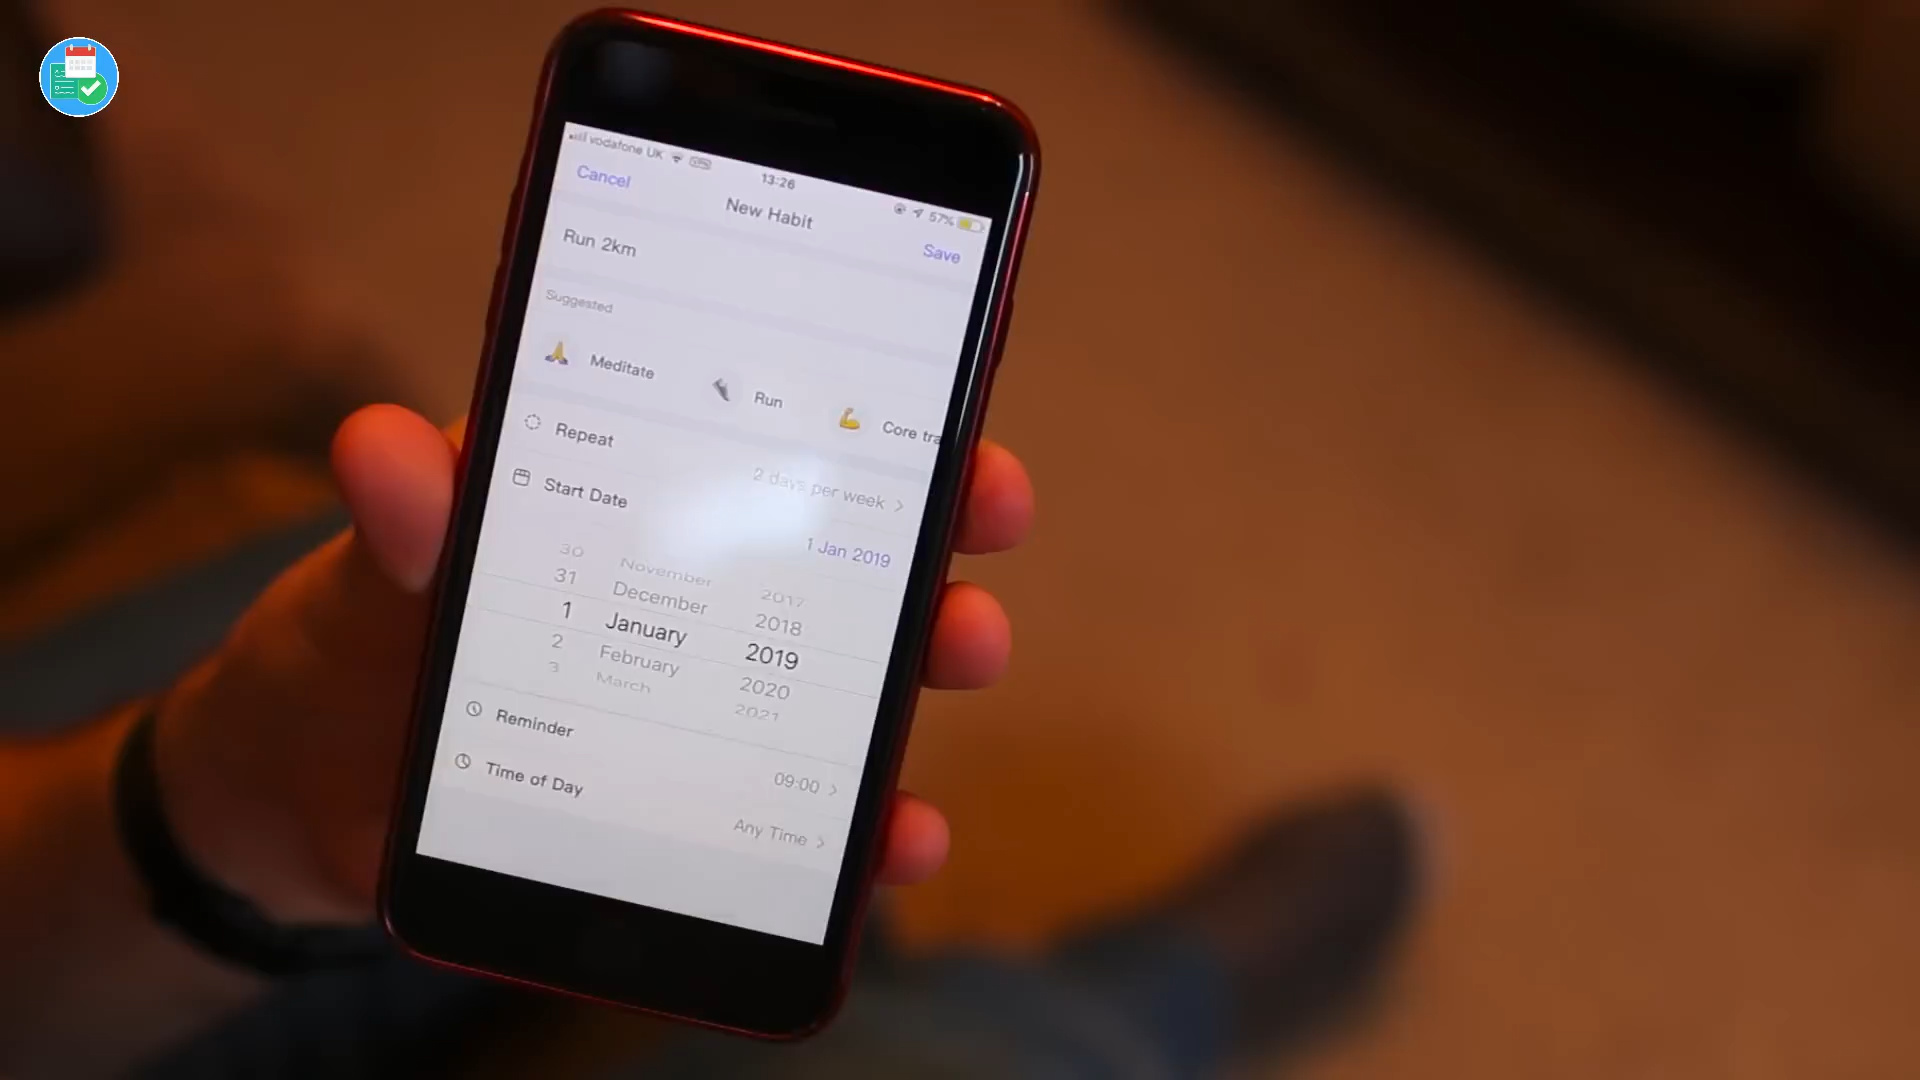 vodafone UK
13:26
57%
Cancel
New Habit
Save
Run 2km
Suggested
Meditate
Run
Core tra
Repeat
2 days per week
Start Date
1 Jan 2019
30 November 2017
31 December 2018
1 January 2019
2 February 2020
3 March 2021
Reminder
09:00
Time of Day
Any Time